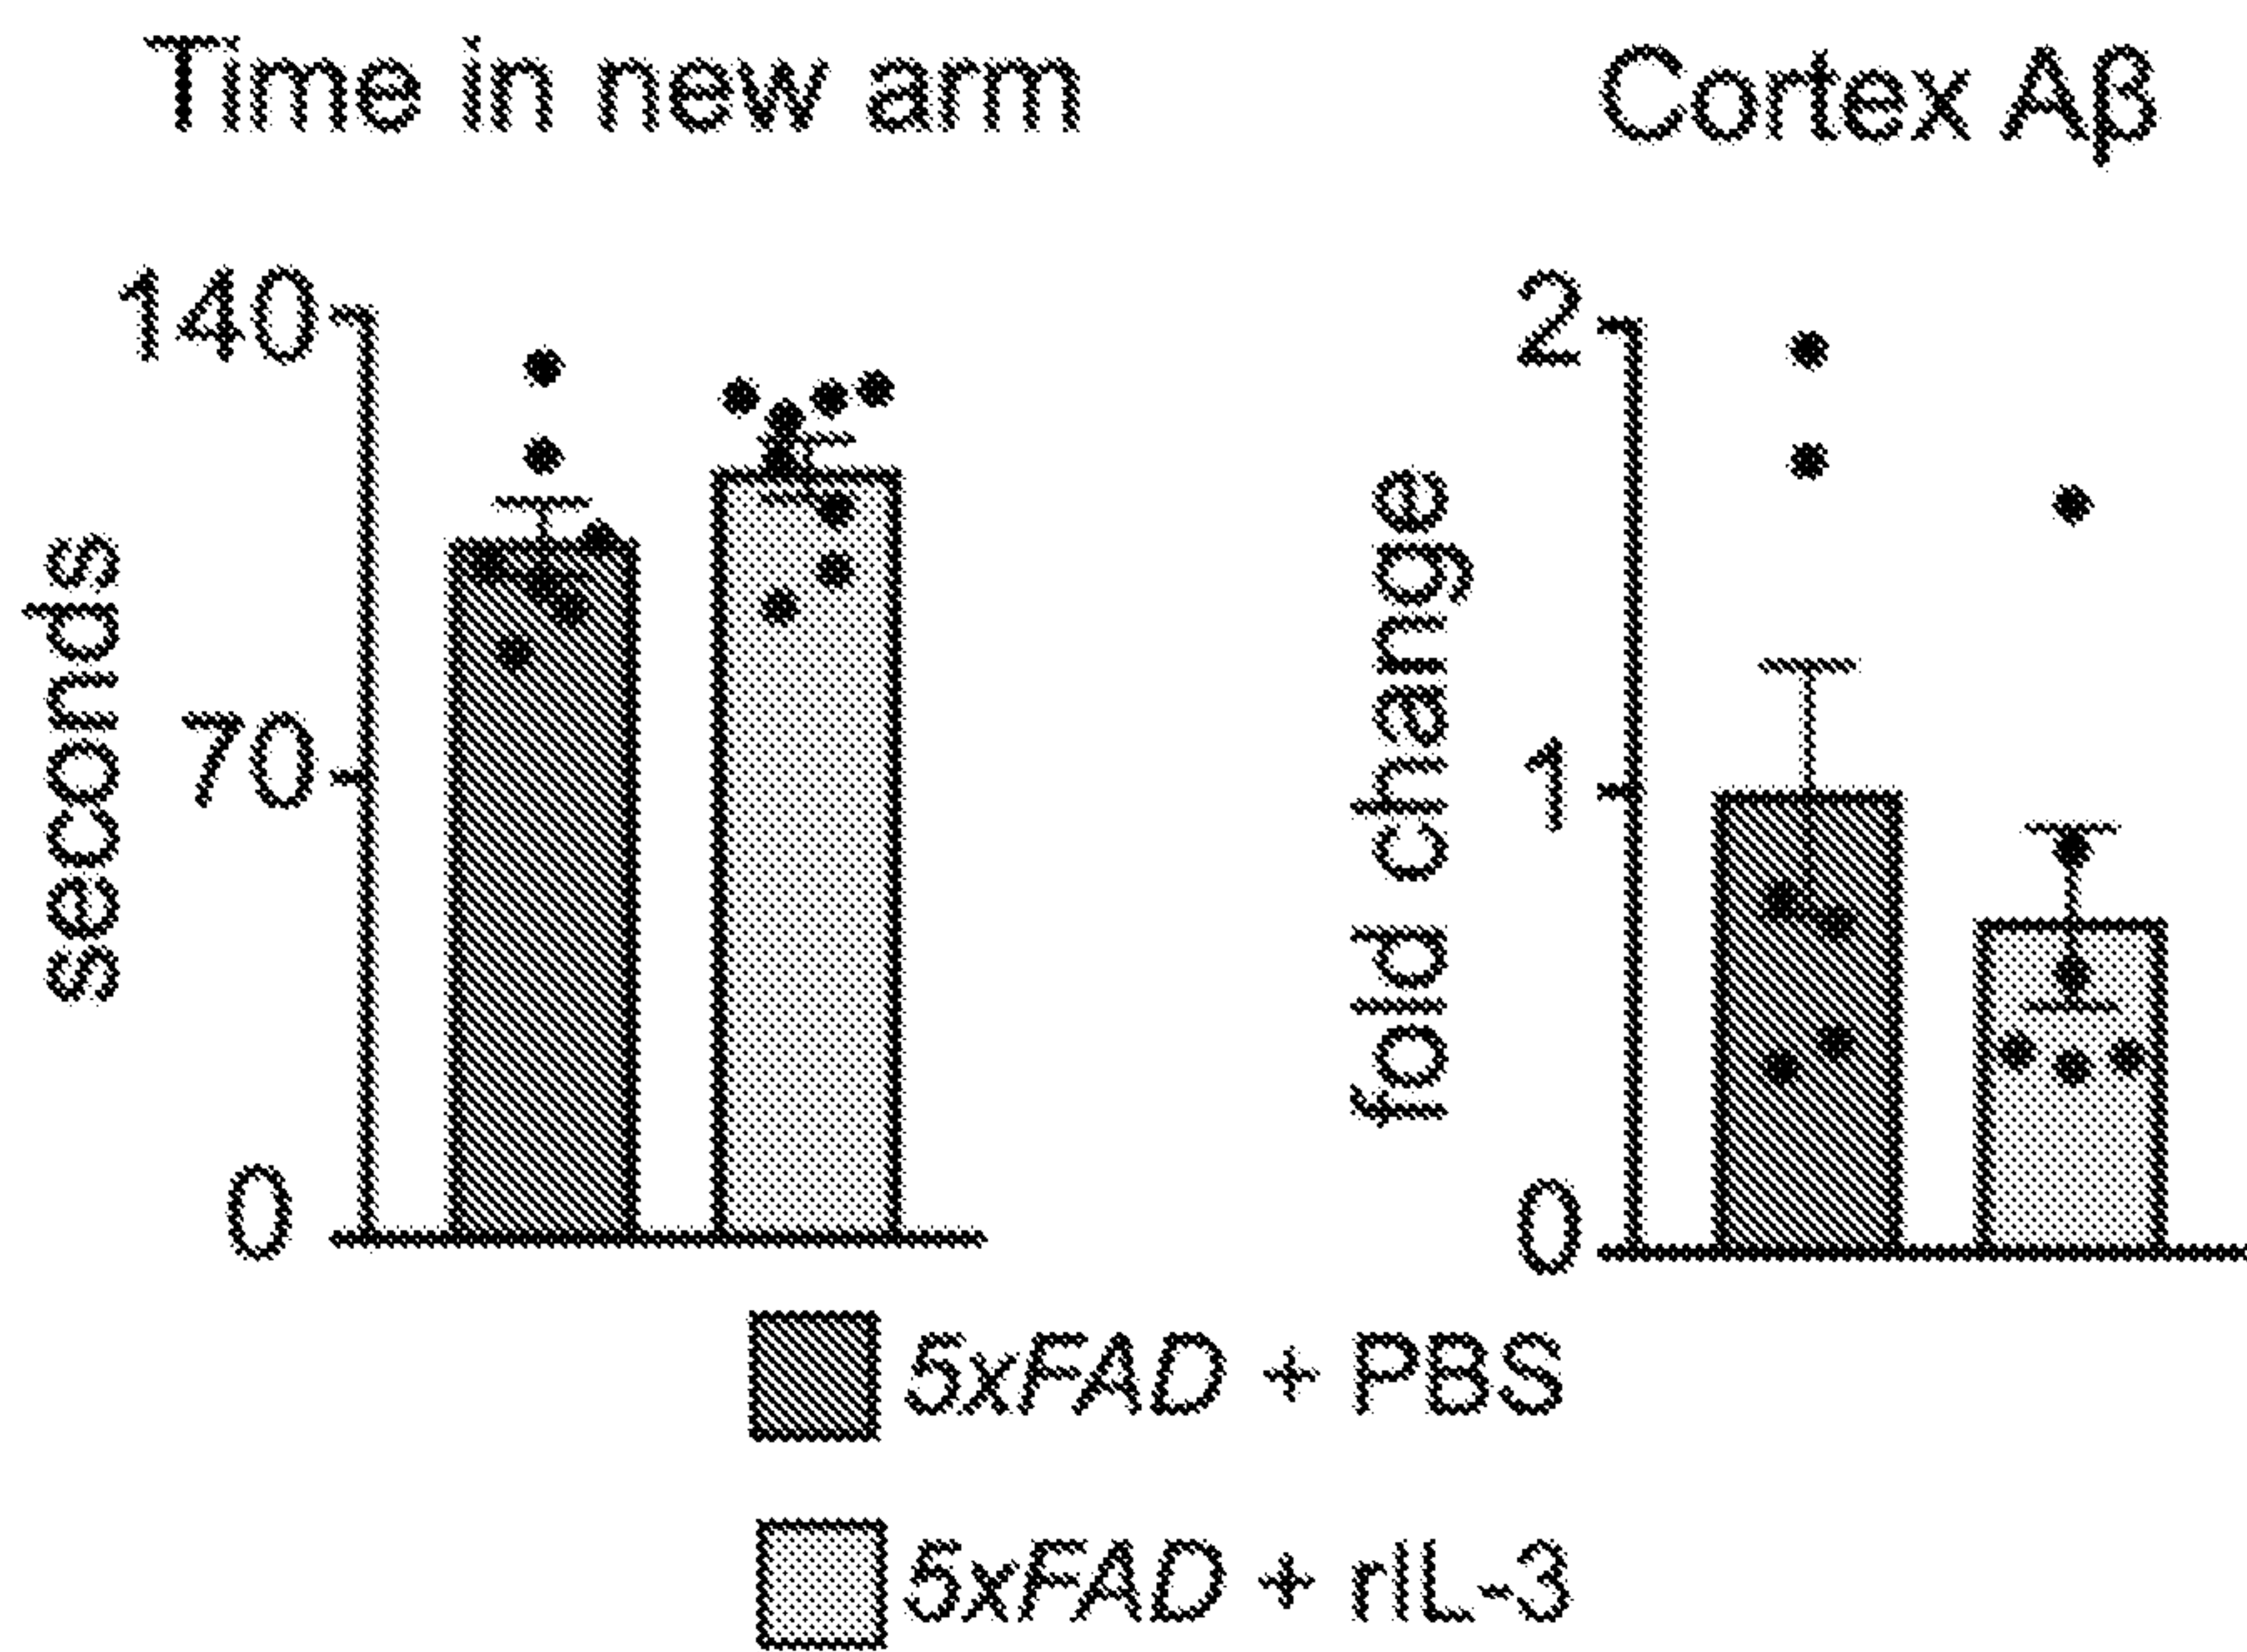 Time in new arm
seconds
140
70
0
Cortex Aβ
fold change
2
1
0
5xFAD + PBS
5xFAD + rIL-3